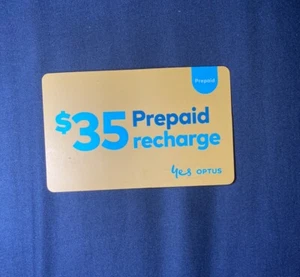 Prepaid
$35 Prepaid
recharge
yes OPTUS